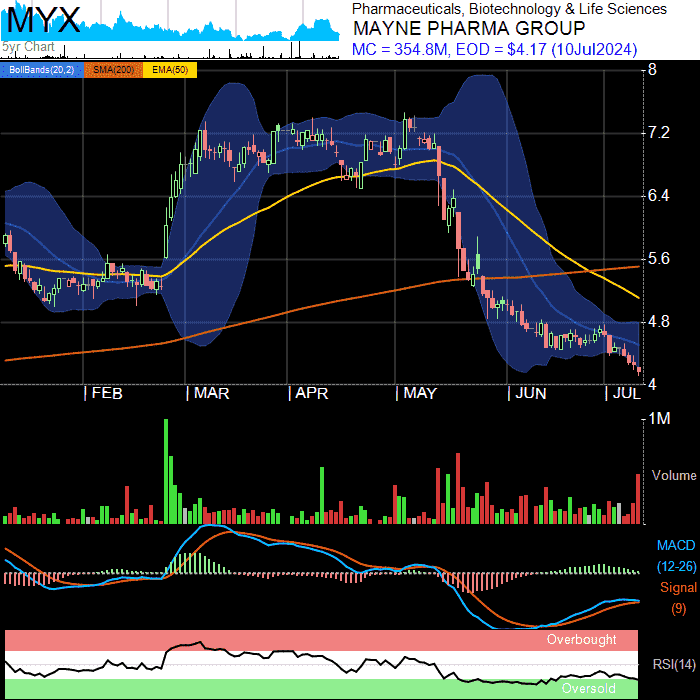 MYX
5yr Chart
Pharmaceuticals, Biotechnology & Life Sciences
MAYNE PHARMA GROUP
MC = 354.8M, EOD = $4.17 (10Jul2024)
BollBands(20,2) SMA(200) EMA(50)
8
7.2
6.4
5.6
4.8
4
FEB MAR APR MAY JUN JUL
1M
Volume
MACD
(12-26)
Signal
(9)
Overbought
RSI(14)
Oversold